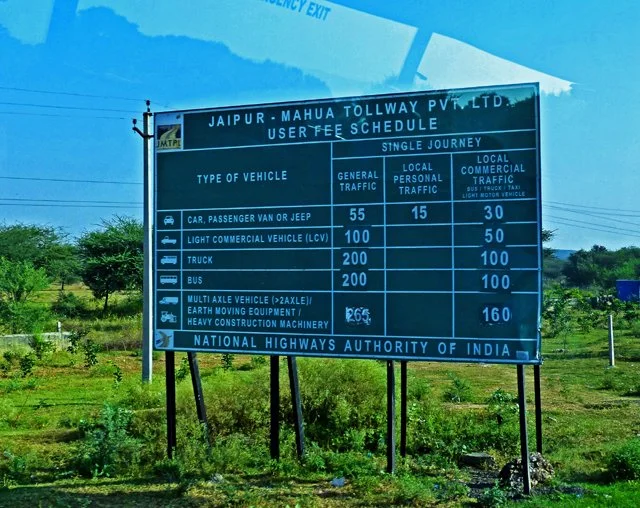 GENCY EXIT
JMTPL
JAIPUR - MAHUA TOLLWAY PVT. LTD.
USER FEE SCHEDULE
TYPE OF VEHICLE
SINGLE JOURNEY
GENERAL TRAFFIC
LOCAL PERSONAL TRAFFIC
LOCAL COMMERCIAL TRAFFIC
BUS / TRUCK / TAXI
LIGHT MOTOR VEHICLE
CAR, PASSENGER VAN OR JEEP 55 15 30
LIGHT COMMERCIAL VEHICLE (LCV) 100 50
TRUCK 200 100
BUS 200 100
MULTI AXLE VEHICLE (>2AXLE)/
EARTH MOVING EQUIPMENT /
HEAVY CONSTRUCTION MACHINERY 265 160
NATIONAL HIGHWAYS AUTHORITY OF INDIA